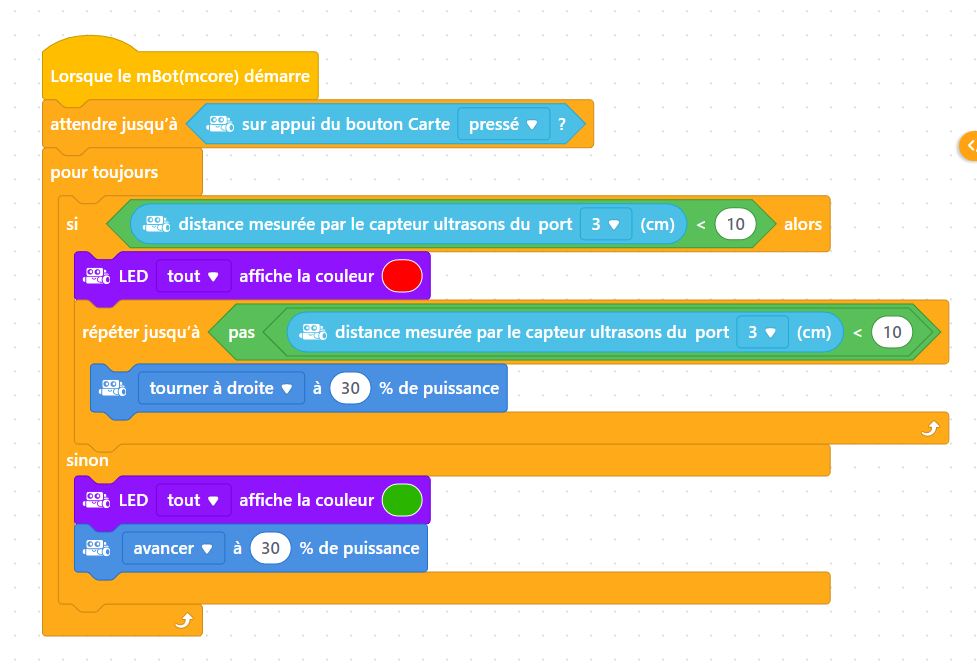 Lorsque le mBot(mcore) démarre
attendre jusqu'à sur appui du bouton Carte pressé ?
pour toujours
si distance mesurée par le capteur ultrasons du port 3 (cm) < 10 alors
LED tout affiche la couleur
répéter jusqu'à pas distance mesurée par le capteur ultrasons du port 3 (cm) < 10
tourner à droite à 30 % de puissance
sinon
LED tout affiche la couleur
avancer à 30 % de puissance